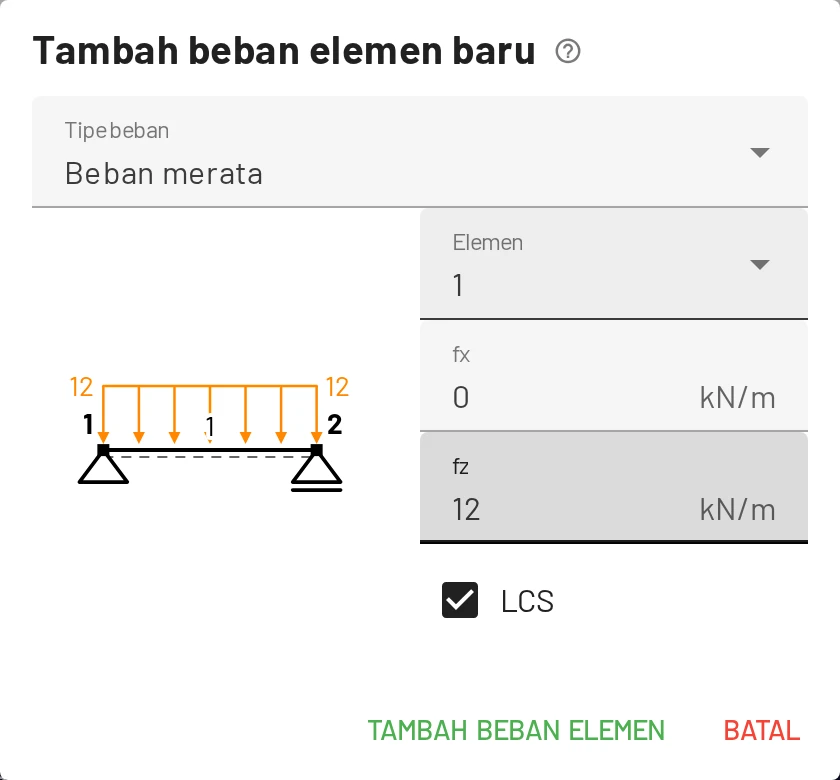 Tambah beban elemen baru ?
Tipe beban
Beban merata
Elemen
1
fx
0 kN/m
fz
12 kN/m
LCS
12 12
1 1 2
TAMBAH BEBAN ELEMEN BATAL